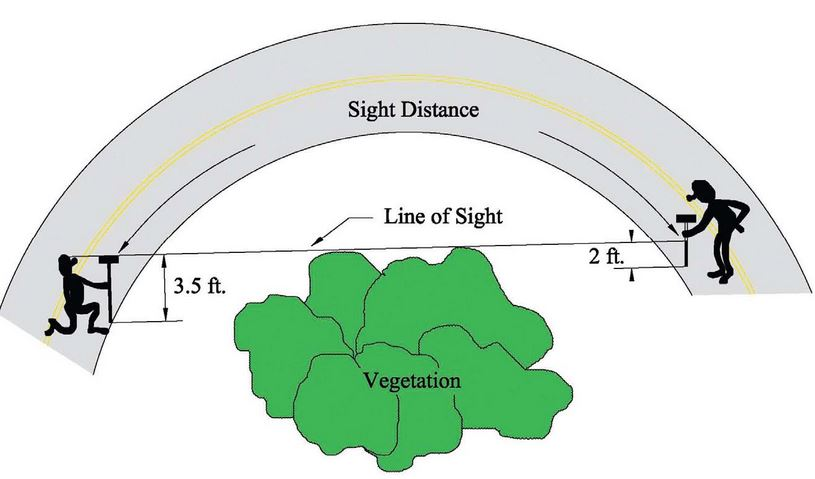 Sight Distance
Line of Sight
2 ft.
3.5 ft.
Vegetation